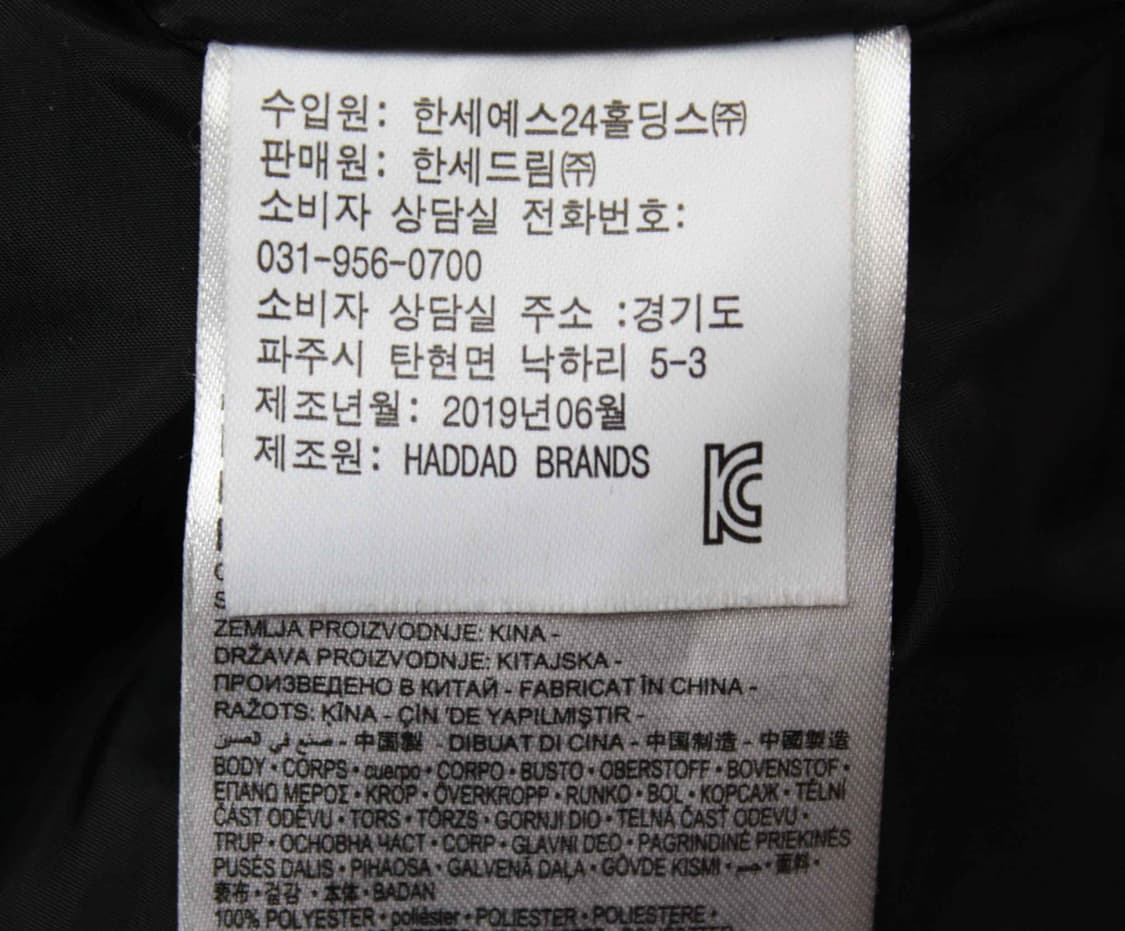 수입원: 한세예스24홀딩스㈜
판매원: 한세드림㈜
소비자 상담실 전화번호:
031-956-0700
소비자 상담실 주소 :경기도
파주시 탄현면 낙하리 5-3
제조년월: 2019년06월
제조원: HADDAD BRANDS
ZEMLJA PROIZVODNJE: KINA -
DRŽAVA PROIZVODNJE: KITAJSKA -
ПРОИЗВЕДЕНО В КИТАЙ - FABRICAT ÎN CHINA -
RAŽOTS: ĶĪNA - ÇİN 'DE YAPILMIŞTIR -
صنع في الصين - 中国製 - DIBUAT DI CINA - 中国制造 - 中國製造
BODY • CORPS • cuerpo • CORPO • BUSTO • OBERSTOFF • BOVENSTOF •
ΕΠΑΝΩ ΜΕΡΟΣ • KROP • ÖVERKROPP • RUNKO • BOL • КОРСАЖ • TĚLNÍ
ČÁST ODĚVU • TORS • TÖRZS • GORNJI DIO • TELNÁ ČASŤ ODEVU •
TRUP • ОСНОВНА ЧАСТ • CORP • GLAVNI DEO • PAGRINDINĖ PRIEKINĖS
PUSĖS DALIS • PIHAOSA • GALVENĀ DAĻA • GÖVDE KISMI • جسم • 面料 •
表布 • 겉감 • 本体 • BADAN
100% POLYESTER • poliéster • POLIESTER • POLIESTERE •